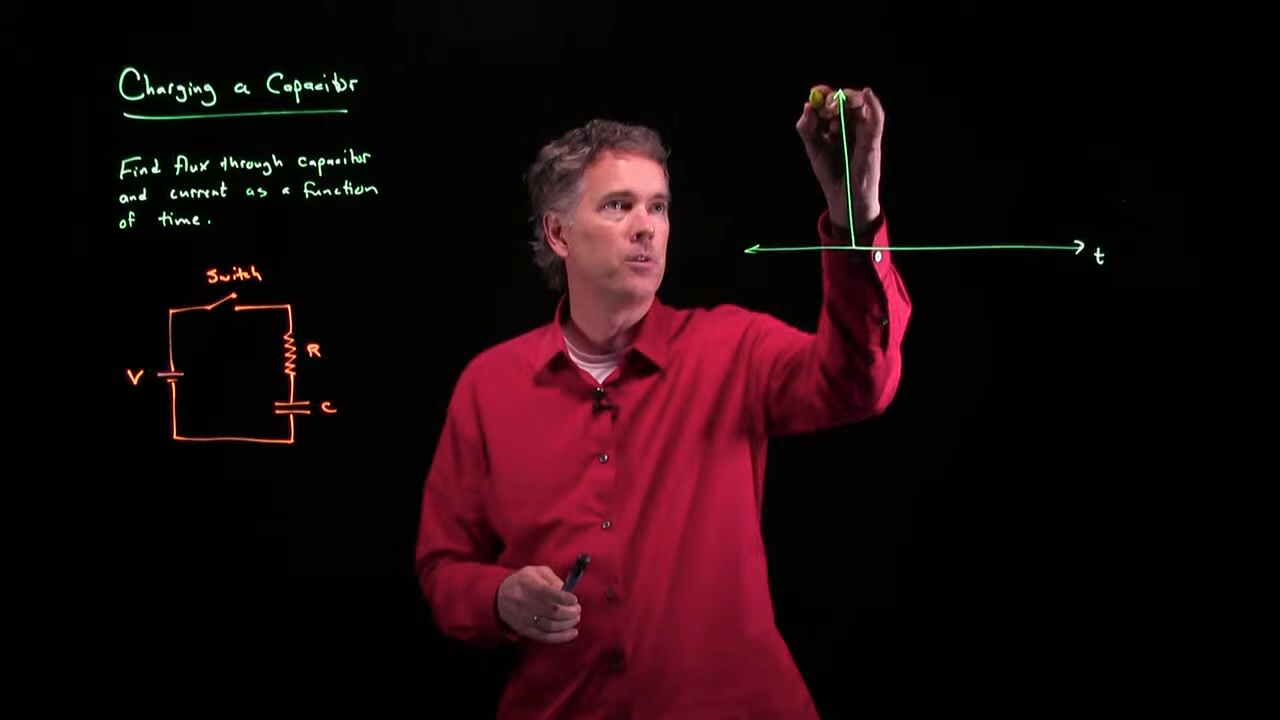 Charging a Capacitor
Find flux through capacitor
and current as a function
of time.
Switch
R
V
C
t